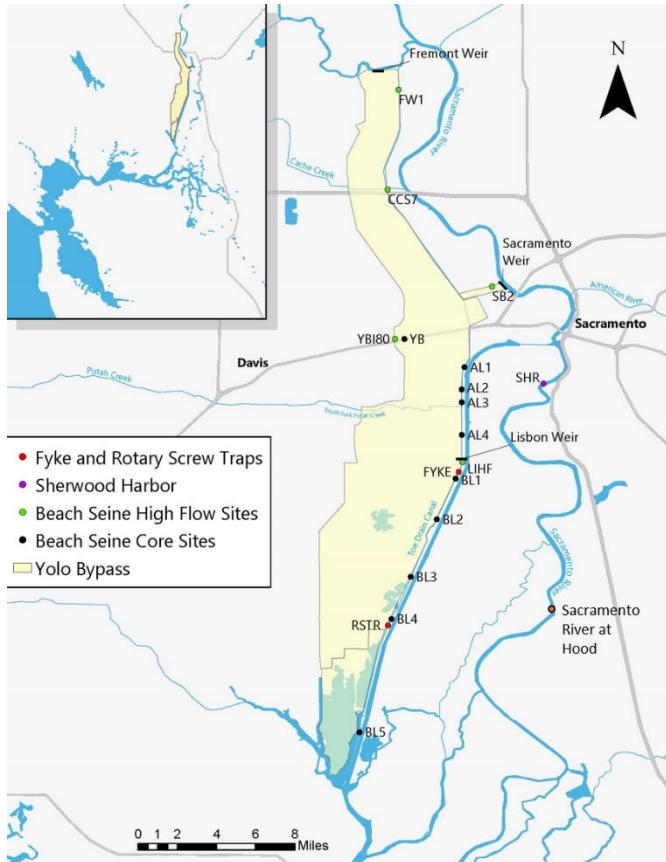 N
Fremont Weir
FW1
Sacramento
River
Cache Creek
CCS7
Sacramento
Weir
SB2
American River
Sacramento
YBI80
YB
Davis
Putah Creek
AL1
SHR
AL2
AL3
South Fork Putah Creek
AL4
Lisbon Weir
FYKE
LIHF
BL1
BL2
Toe Drain Canal
Fyke and Rotary Screw Traps
Sherwood Harbor
Beach Seine High Flow Sites
Beach Seine Core Sites
Yolo Bypass
Sacramento
River
BL3
BL4
RSTR
Sacramento
River at
Hood
BL5
0 1 2 4 6 8
Miles